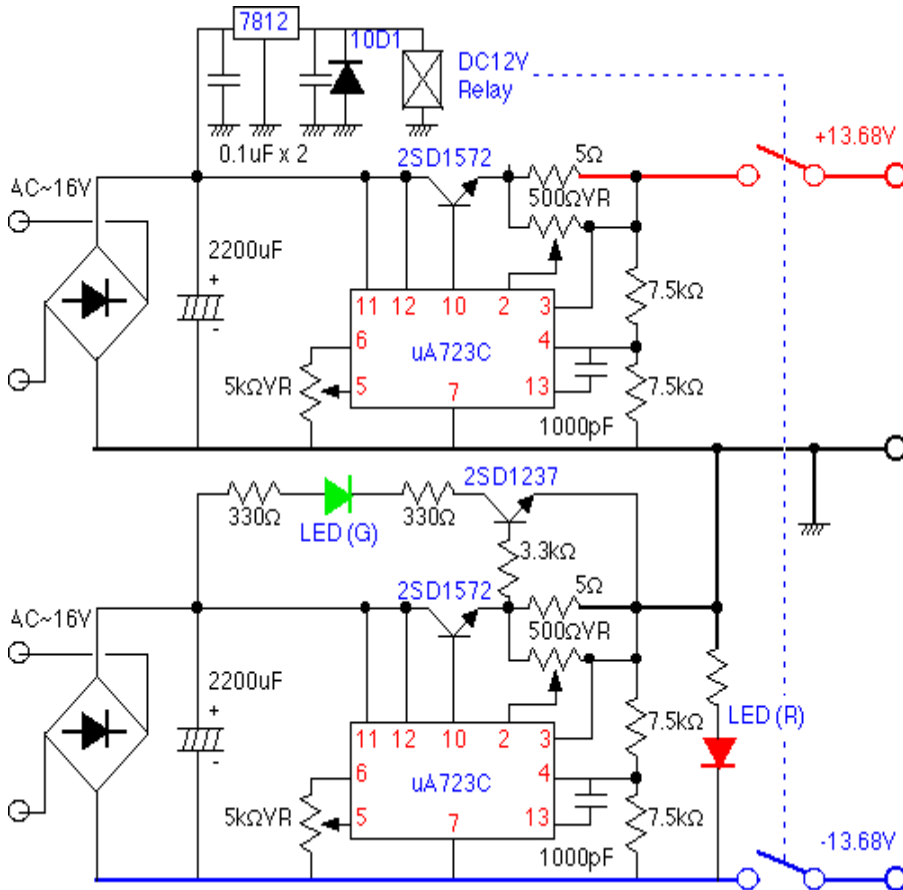 7812
10D1
DC12V
Relay
0.1uF x 2
2SD1572
5Ω
+13.68V
AC~16V
500ΩVR
2200uF
+
-
11 12 10 2 3
7.5kΩ
6 4
uA723C
5kΩVR
5 13
7
7.5kΩ
1000pF
2SD1237
330Ω
330Ω
LED (G)
3.3kΩ
2SD1572
5Ω
AC~16V
500ΩVR
2200uF
+
-
11 12 10 2 3
7.5kΩ
LED (R)
6 4
uA723C
5kΩVR
5 13
7
7.5kΩ
1000pF
-13.68V